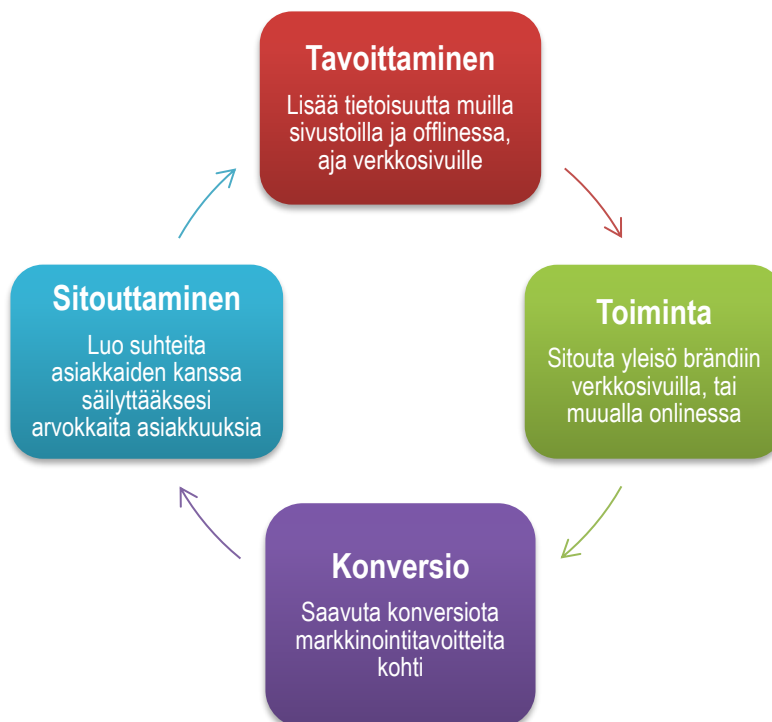 Tavoittaminen
Lisää tietoisuutta muilla
sivustoilla ja offlinessa,
aja verkkosivuille
Toiminta
Sitouta yleisö brändiin
verkkosivuilla, tai
muualla onlinessa
Konversio
Saavuta konversiota
markkinointitavoitteita
kohti
Sitouttaminen
Luo suhteita
asiakkaiden kanssa
säilyttääksesi
arvokkaita asiakkuuksia